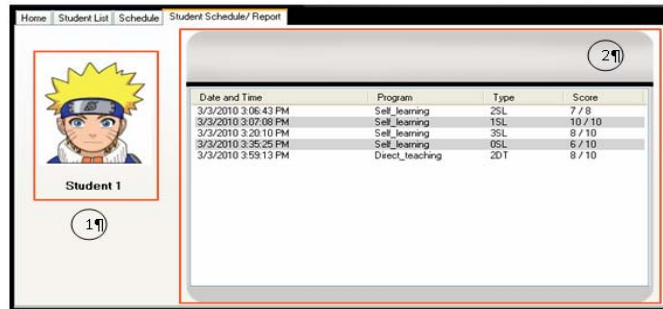 Home Student List Schedule Student Schedule/ Report
2¶
Date and Time Program Type Score
3/3/2010 3:06:43 PM Self_learning 2SL 7 / 8
3/3/2010 3:07:08 PM Self_learning 1SL 10 / 10
3/3/2010 3:20:10 PM Self_learning 3SL 8 / 10
3/3/2010 3:35:25 PM Self_learning 0SL 6 / 10
3/3/2010 3:59:13 PM Direct_teaching 2DT 8 / 10
Student 1
1¶